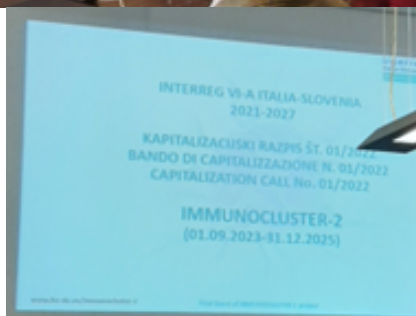 INTERREG VI-A ITALIA-SLOVENIA
2021-2027
KAPITALIZACIJSKI RAZPIS ŠT. 01/2022
BANDO DI CAPITALIZZAZIONE N. 01/2022
CAPITALIZATION CALL No. 01/2022
IMMUNOCLUSTER-2
(01.09.2023-31.12.2025)